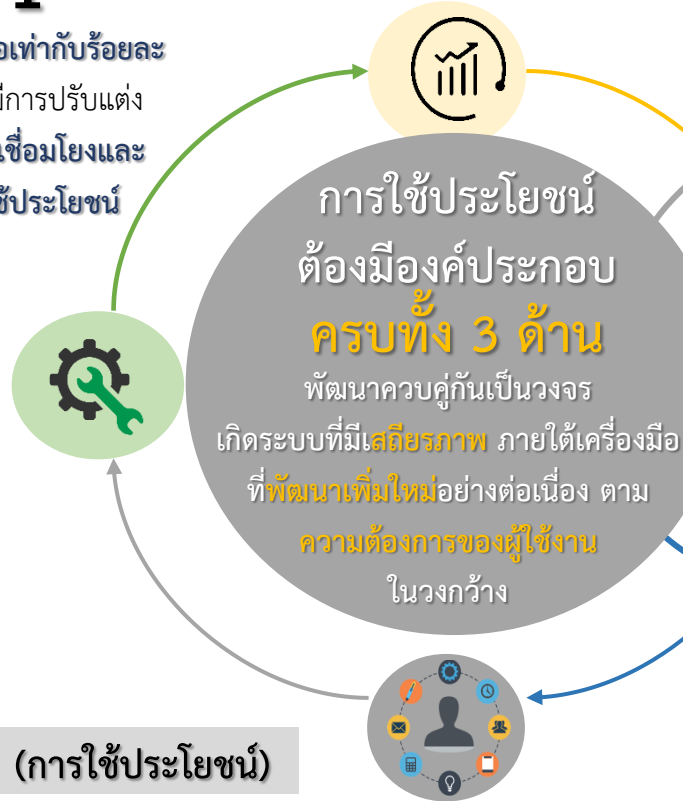 เท่ากับร้อยละ
มีการปรับแต่ง
เชื่อมโยงและ
ใช้ประโยชน์
การใช้ประโยชน์
ต้องมีองค์ประกอบ
ครบทั้ง 3 ด้าน
พัฒนาควบคู่กันเป็นวงจร
เกิดระบบที่มีเสถียรภาพ ภายใต้เครื่องมือ
ที่พัฒนาเพิ่มใหม่อย่างต่อเนื่อง ตาม
ความต้องการของผู้ใช้งาน
ในวงกว้าง
(การใช้ประโยชน์)